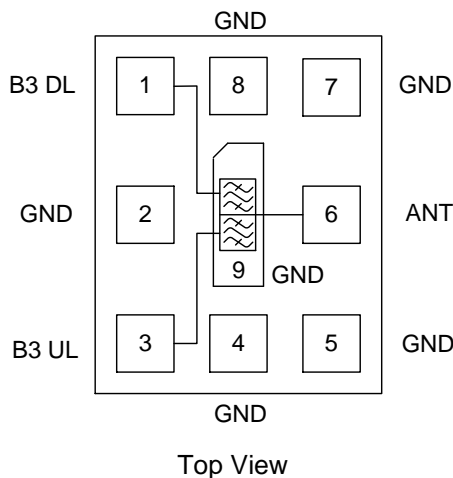 GND
B3 DL
1
8
7
GND
GND
2
6
ANT
9
GND
B3 UL
3
4
5
GND
GND
Top View